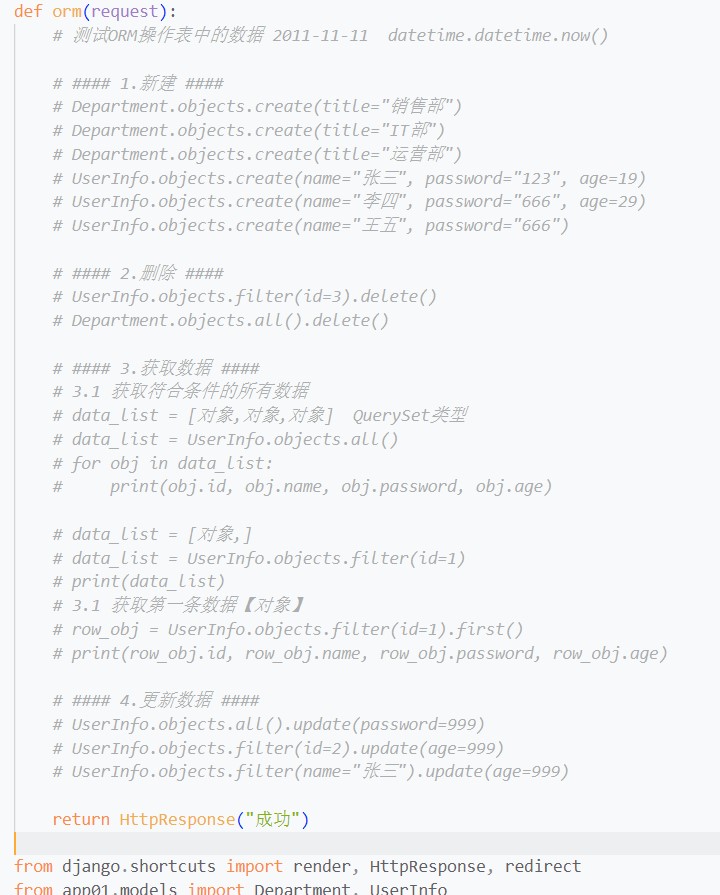 def orm(request):
    # 测试ORM操作表中的数据 2011-11-11  datetime.datetime.now()

    # #### 1.新建 ####
    # Department.objects.create(title="销售部")
    # Department.objects.create(title="IT部")
    # Department.objects.create(title="运营部")
    # UserInfo.objects.create(name="张三", password="123", age=19)
    # UserInfo.objects.create(name="李四", password="666", age=29)
    # UserInfo.objects.create(name="王五", password="666")

    # #### 2.删除 ####
    # UserInfo.objects.filter(id=3).delete()
    # Department.objects.all().delete()

    # #### 3.获取数据 ####
    # 3.1 获取符合条件的所有数据
    # data_list = [对象,对象,对象]  QuerySet类型
    # data_list = UserInfo.objects.all()
    # for obj in data_list:
    #     print(obj.id, obj.name, obj.password, obj.age)

    # data_list = [对象,]
    # data_list = UserInfo.objects.filter(id=1)
    # print(data_list)
    # 3.1 获取第一条数据【对象】
    # row_obj = UserInfo.objects.filter(id=1).first()
    # print(row_obj.id, row_obj.name, row_obj.password, row_obj.age)

    # #### 4.更新数据 ####
    # UserInfo.objects.all().update(password=999)
    # UserInfo.objects.filter(id=2).update(age=999)
    # UserInfo.objects.filter(name="张三").update(age=999)

    return HttpResponse("成功")

from django.shortcuts import render, HttpResponse, redirect
from app01.models import Department, UserInfo